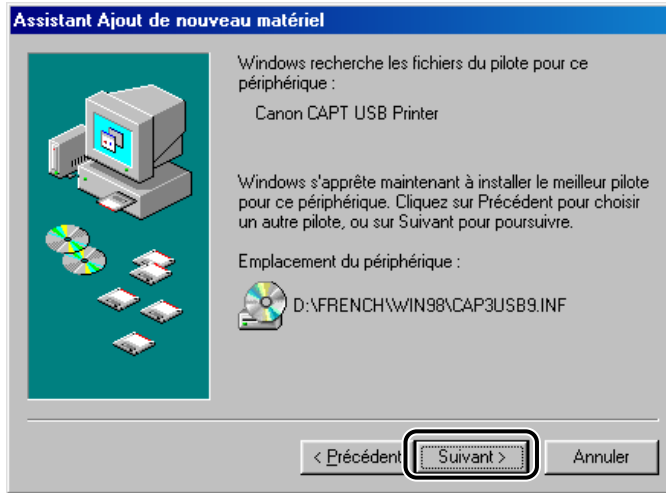 Assistant Ajout de nouveau matériel
Windows recherche les fichiers du pilote pour ce
périphérique :
Canon CAPT USB Printer
Windows s'apprête maintenant à installer le meilleur pilote
pour ce périphérique. Cliquez sur Précédent pour choisir
un autre pilote, ou sur Suivant pour poursuivre.
Emplacement du périphérique :
D:\FRENCH\WIN98\CAP3USB9.INF
< Précédent Suivant > Annuler